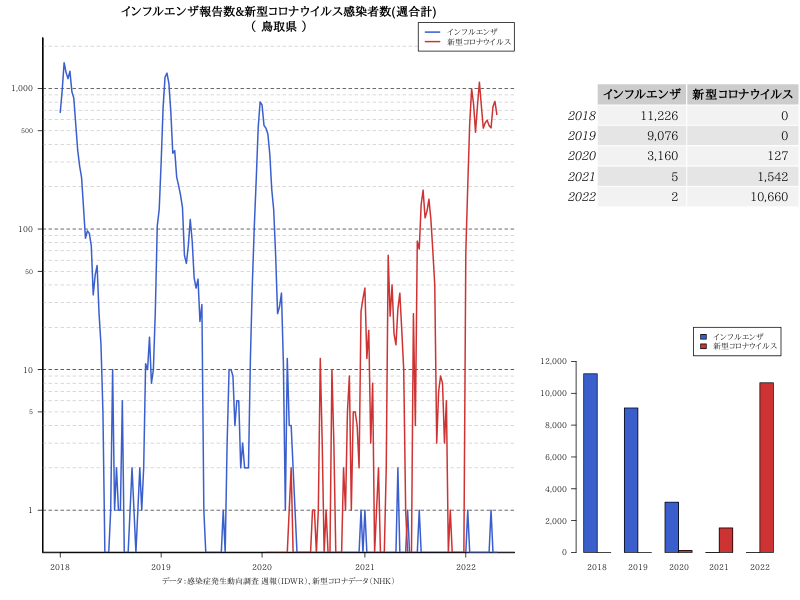 インフルエンザ報告数&新型コロナウイルス感染者数(週合計)
( 鳥取県 )
インフルエンザ
新型コロナウイルス
1,000
500
100
50
10
5
1
2018 2019 2020 2021 2022
データ:感染症発生動向調査 週報(IDWR)、新型コロナデータ(NHK)
インフルエンザ 新型コロナウイルス
2018 11,226 0
2019 9,076 0
2020 3,160 127
2021 5 1,542
2022 2 10,660
インフルエンザ
新型コロナウイルス
12,000
10,000
8,000
6,000
4,000
2,000
0
2018 2019 2020 2021 2022